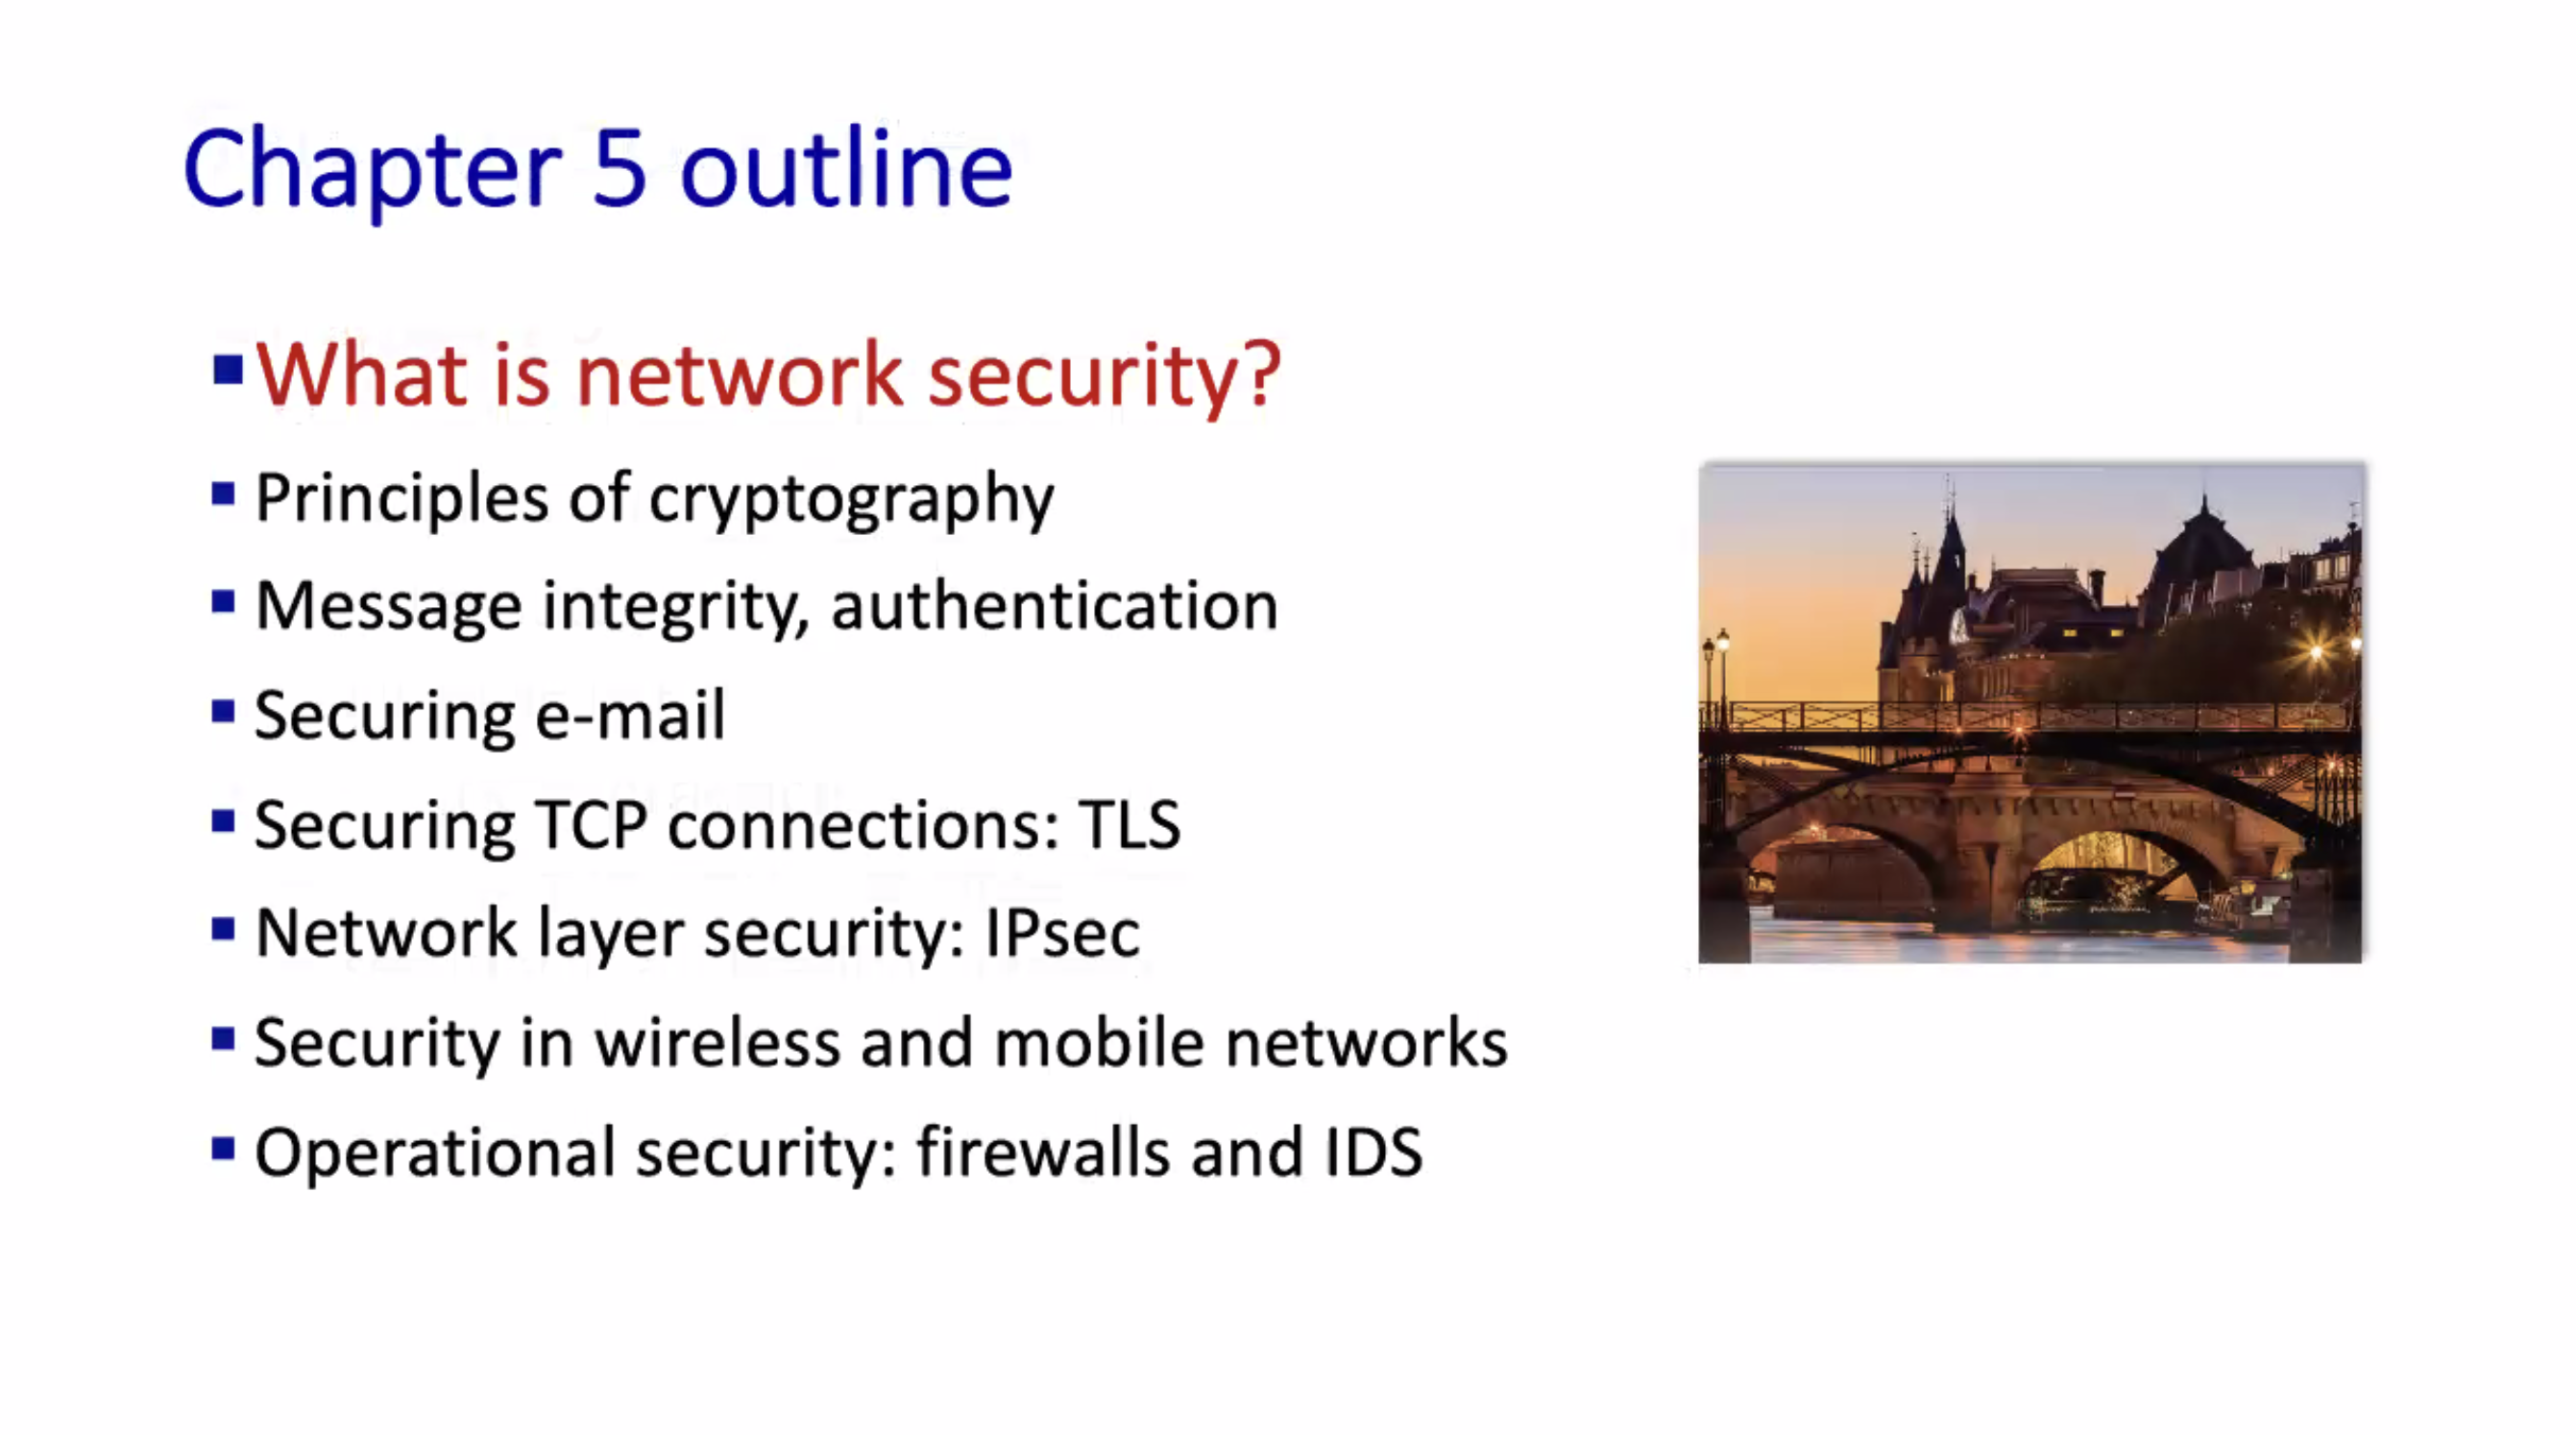 Chapter 5 outline
What is network security?
Principles of cryptography
Message integrity, authentication
Securing e-mail
Securing TCP connections: TLS
Network layer security: IPsec
Security in wireless and mobile networks
Operational security: firewalls and IDS